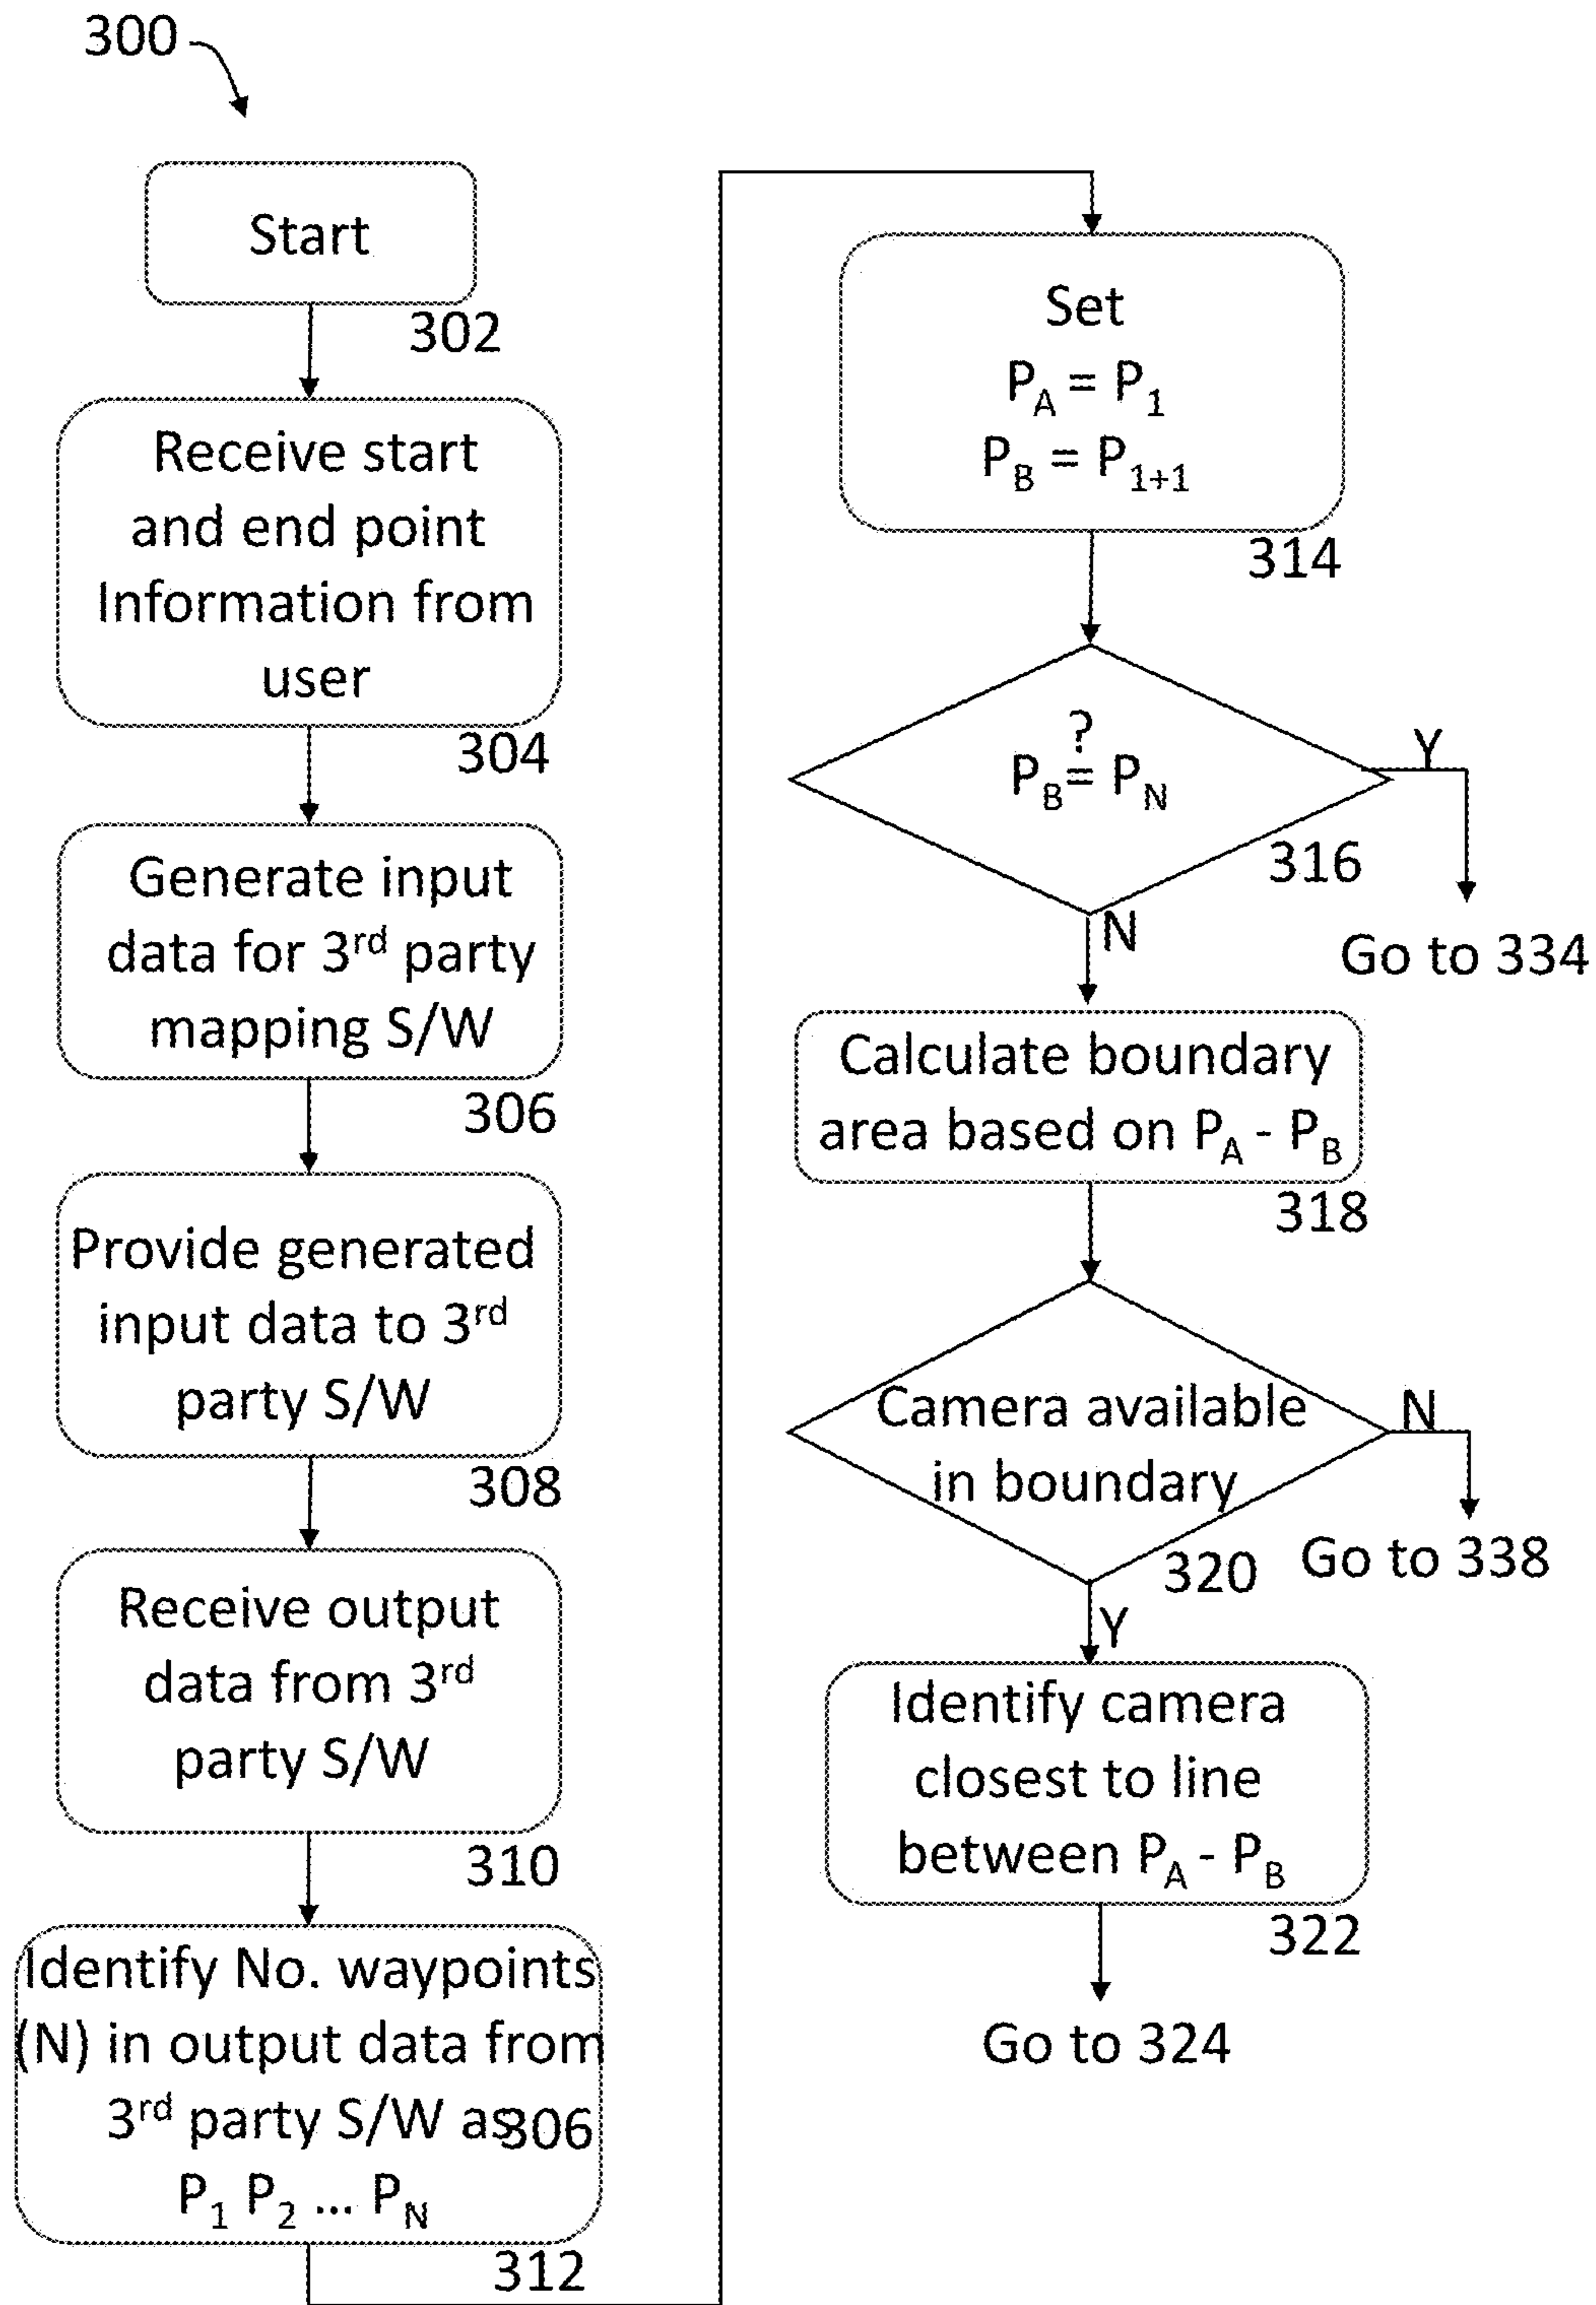 300
Start
302
Receive start
and end point
Information from
user
304
Generate input
data for 3rd party
mapping S/W
306
Provide generated
input data to 3rd
party S/W
308
Receive output
data from 3rd
party S/W
310
Identify No. waypoints
(N) in output data from
3rd party S/W as
306
P1 P2 ... PN
312
Set
PA = P1
PB = P1+1
314
?
PB = PN
Y
316
N
Go to 334
Calculate boundary
area based on PA - PB
318
Camera available
in boundary
N
320
Go to 338
Y
Identify camera
closest to line
between PA - PB
322
Go to 324